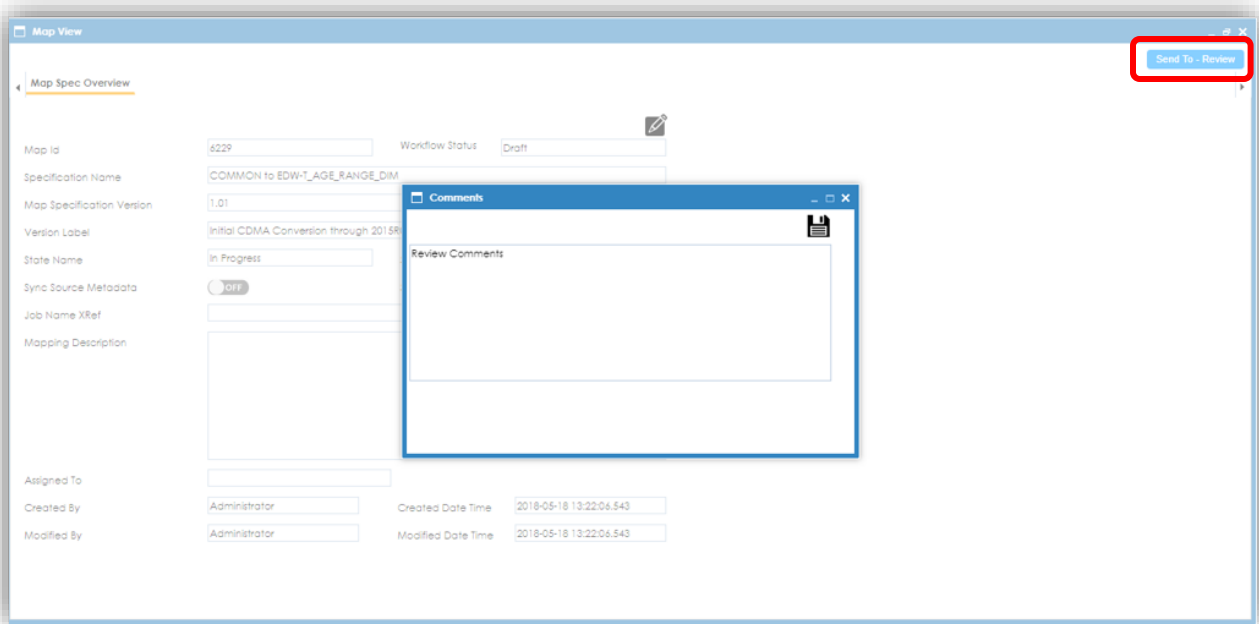 Map View
Send To - Review
Map Spec Overview
Map Id 6229 Workflow Status Draft
Specification Name COMMON to EDW-T_AGE_RANGE_DIM
Map Specification Version 1.01
Version Label Initial CDMA Conversion through 2015R
State Name In Progress
Sync Source Metadata OFF
Job Name XRef
Mapping Description
Comments
Review Comments
Assigned To
Created By Administrator Created Date Time 2018-05-18 13:22:06.543
Modified By Administrator Modified Date Time 2018-05-18 13:22:06.543